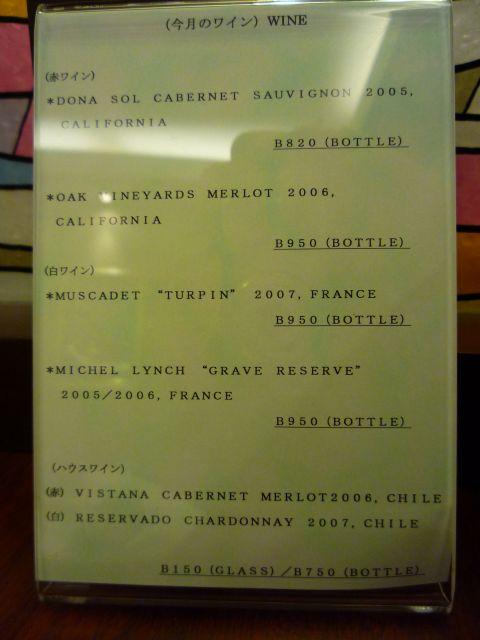 (今月のワイン) WINE
(赤ワイン)
*DONA SOL CABERNET SAUVIGNON 2005,
CALIFORNIA
B820 (BOTTLE)
*OAK VINEYARDS MERLOT 2006,
CALIFORNIA
B950 (BOTTLE)
(白ワイン)
*MUSCADET “TURPIN” 2007, FRANCE
B950 (BOTTLE)
*MICHEL LYNCH “GRAVE RESERVE”
2005/2006, FRANCE
B950 (BOTTLE)
(ハウスワイン)
(赤) VISTANA CABERNET MERLOT2006, CHILE
(白) RESERVADO CHARDONNAY 2007, CHILE
B150 (GLASS) /B750 (BOTTLE)